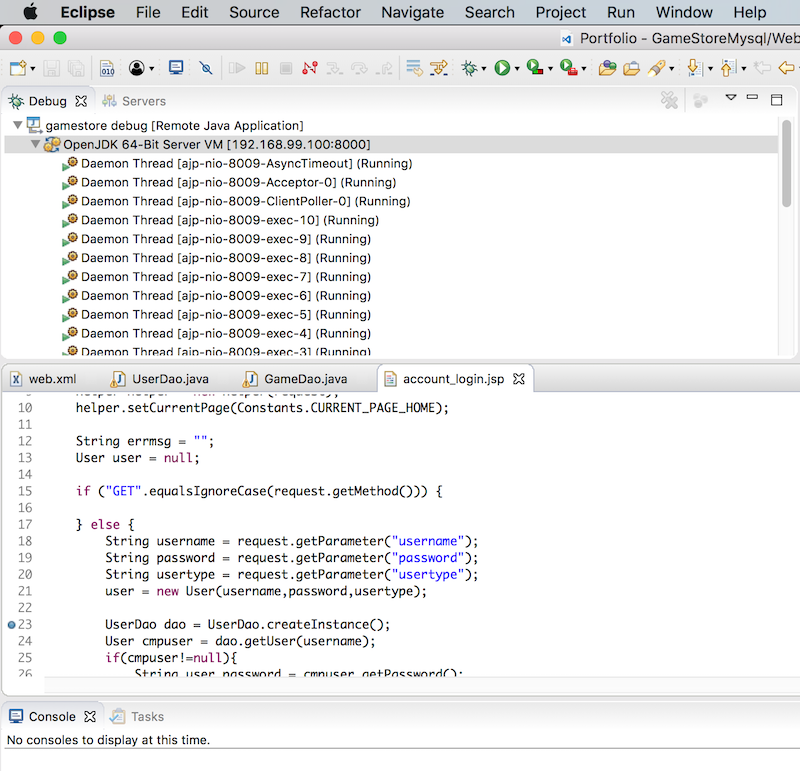 Eclipse File Edit Source Refactor Navigate Search Project Run Window Help
Portfolio - GameStoreMysql/Web
010
Debug Servers
gamestore debug [Remote Java Application]
OpenJDK 64-Bit Server VM [192.168.99.100:8000]
Daemon Thread [ajp-nio-8009-AsyncTimeout] (Running)
Daemon Thread [ajp-nio-8009-Acceptor-0] (Running)
Daemon Thread [ajp-nio-8009-ClientPoller-0] (Running)
Daemon Thread [ajp-nio-8009-exec-10] (Running)
Daemon Thread [ajp-nio-8009-exec-9] (Running)
Daemon Thread [ajp-nio-8009-exec-8] (Running)
Daemon Thread [ajp-nio-8009-exec-7] (Running)
Daemon Thread [ajp-nio-8009-exec-6] (Running)
Daemon Thread [ajp-nio-8009-exec-5] (Running)
Daemon Thread [ajp-nio-8009-exec-4] (Running)
Daemon Thread [ajp-nio-8009-exec-3] (Running)
web.xml UserDao.java GameDao.java account_login.jsp
10 helper.setCurrentPage(Constants.CURRENT_PAGE_HOME);
11
12 String errmsg = "";
13 User user = null;
14
15 if ("GET".equalsIgnoreCase(request.getMethod())) {
16
17 } else {
18 String username = request.getParameter("username");
19 String password = request.getParameter("password");
20 String usertype = request.getParameter("usertype");
21 user = new User(username,password,usertype);
22
23 UserDao dao = UserDao.createInstance();
24 User cmpuser = dao.getUser(username);
25 if(cmpuser!=null){
26 String user_password = cmpuser.getPassword();
Console Tasks
No consoles to display at this time.